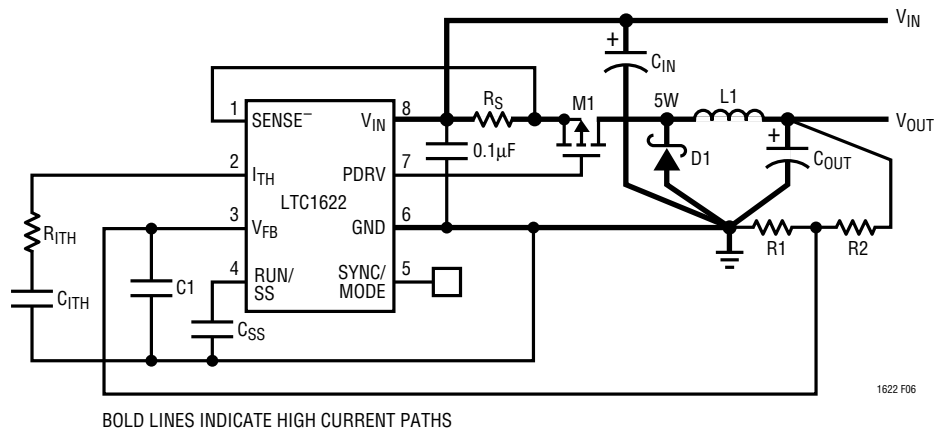 V_IN
+
C_IN
R_S
M1
5W
L1
V_OUT
1
SENSE⁻
V_IN
8
0.1μF
D1
+
C_OUT
2
I_TH
PDRV
7
LTC1622
R_ITH
3
V_FB
GND
6
R1
R2
4
RUN/
SS
SYNC/
MODE
5
C_ITH
C1
C_SS
1622 F06
BOLD LINES INDICATE HIGH CURRENT PATHS